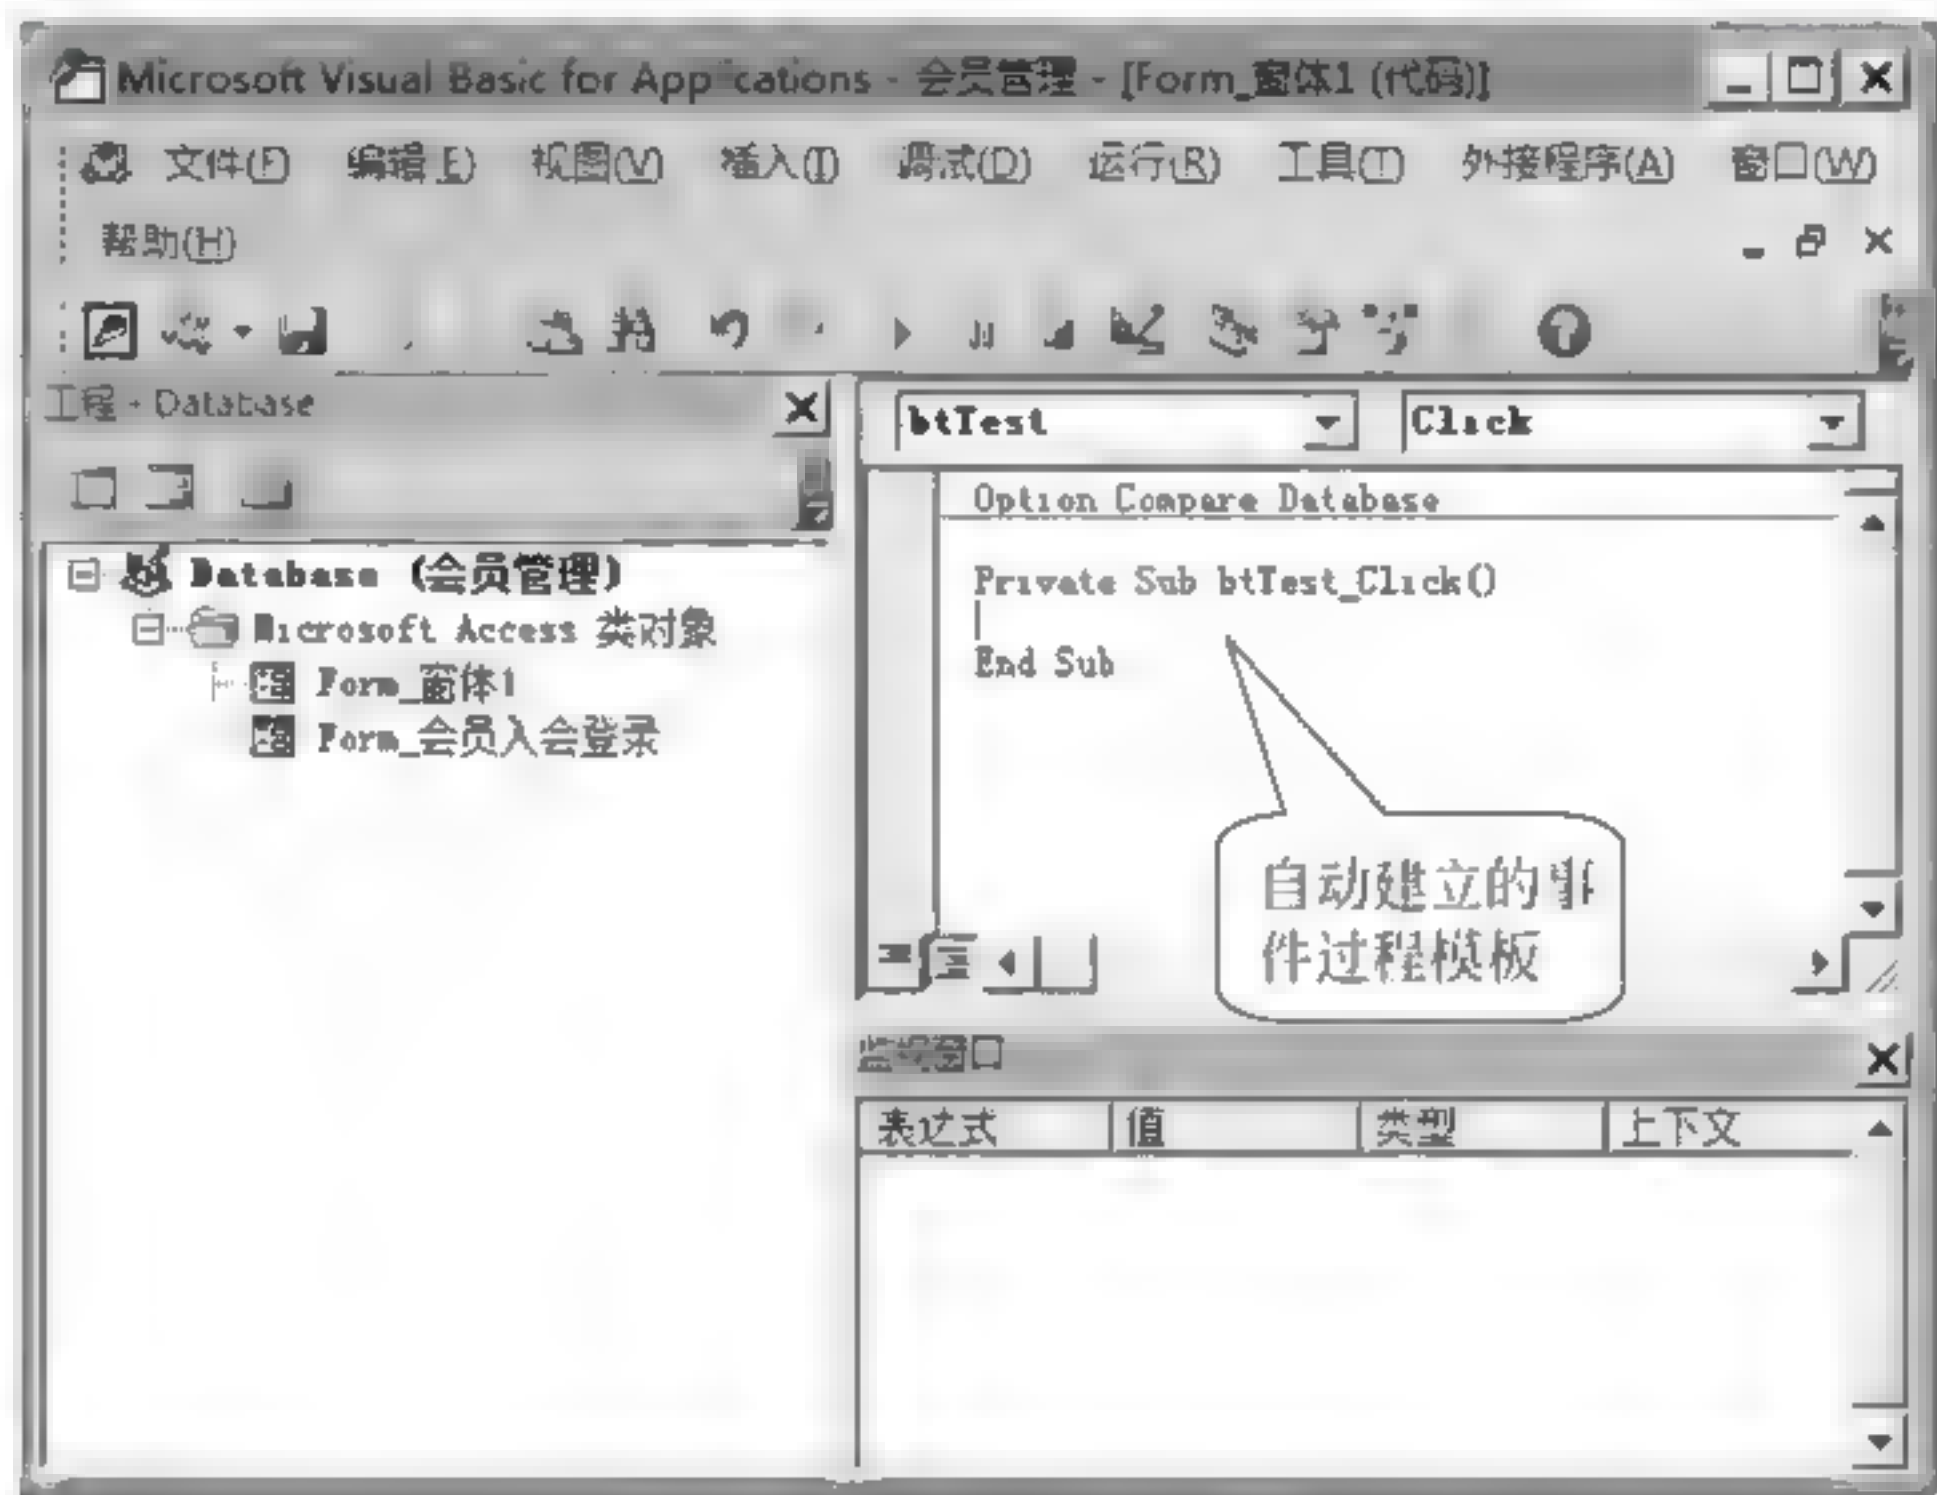 Microsoft Visual Basic for Applications - 会员管理 - [Form_窗体1 (代码)]
文件(F) 编辑(E) 视图(V) 插入(I) 调试(D) 运行(R) 工具(T) 外接程序(A) 窗口(W)
帮助(H)
工程 - Database
Database (会员管理)
Microsoft Access 类对象
Form_窗体1
Form_会员入会登录
btTest Click
Option Compare Database
Private Sub btTest_Click()
End Sub
自动建立的事
件过程模板
监视窗口
表达式 值 类型 上下文